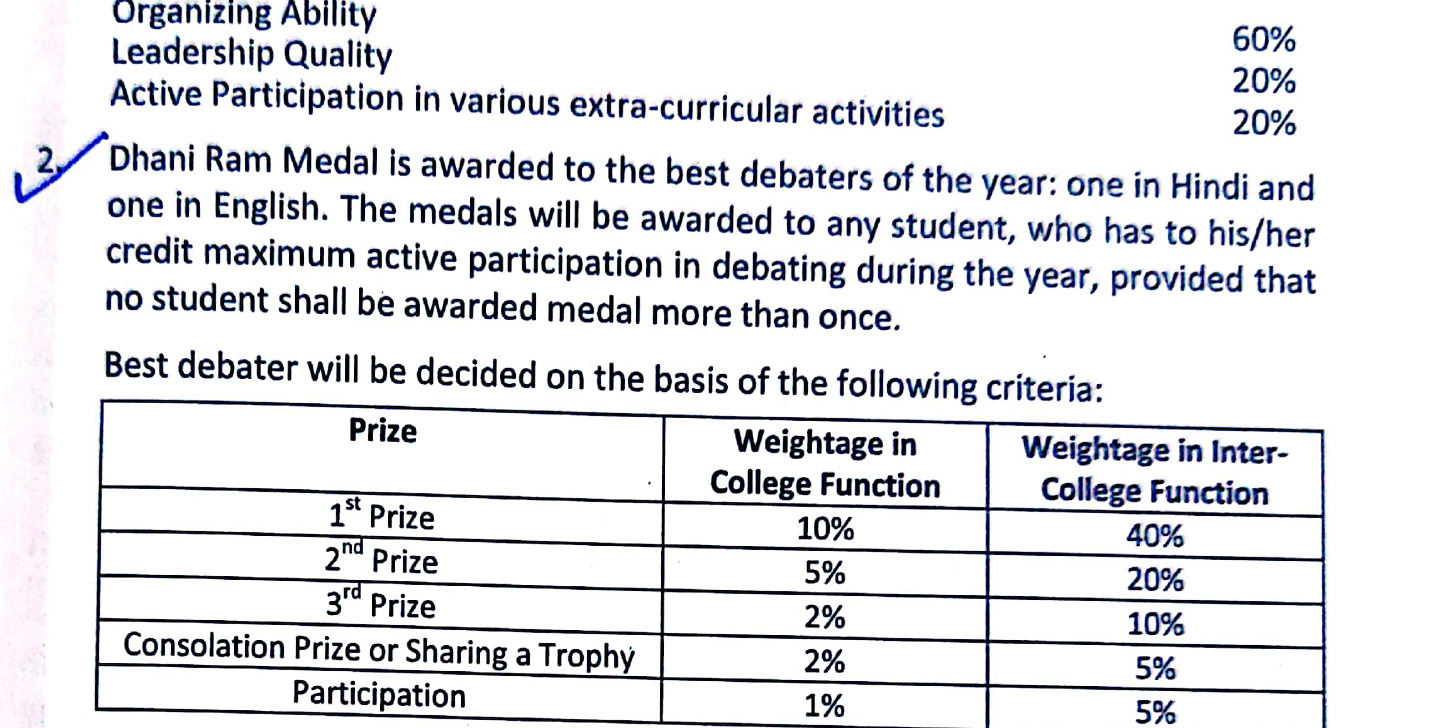 Organizing Ability 60%
Leadership Quality 20%
Active Participation in various extra-curricular activities 20%
2. Dhani Ram Medal is awarded to the best debaters of the year: one in Hindi and
one in English. The medals will be awarded to any student, who has to his/her
credit maximum active participation in debating during the year, provided that
no student shall be awarded medal more than once.
Best debater will be decided on the basis of the following criteria:
Prize Weightage in College Function Weightage in Inter-College Function
1st Prize 10% 40%
2nd Prize 5% 20%
3rd Prize 2% 10%
Consolation Prize or Sharing a Trophy 2% 5%
Participation 1% 5%